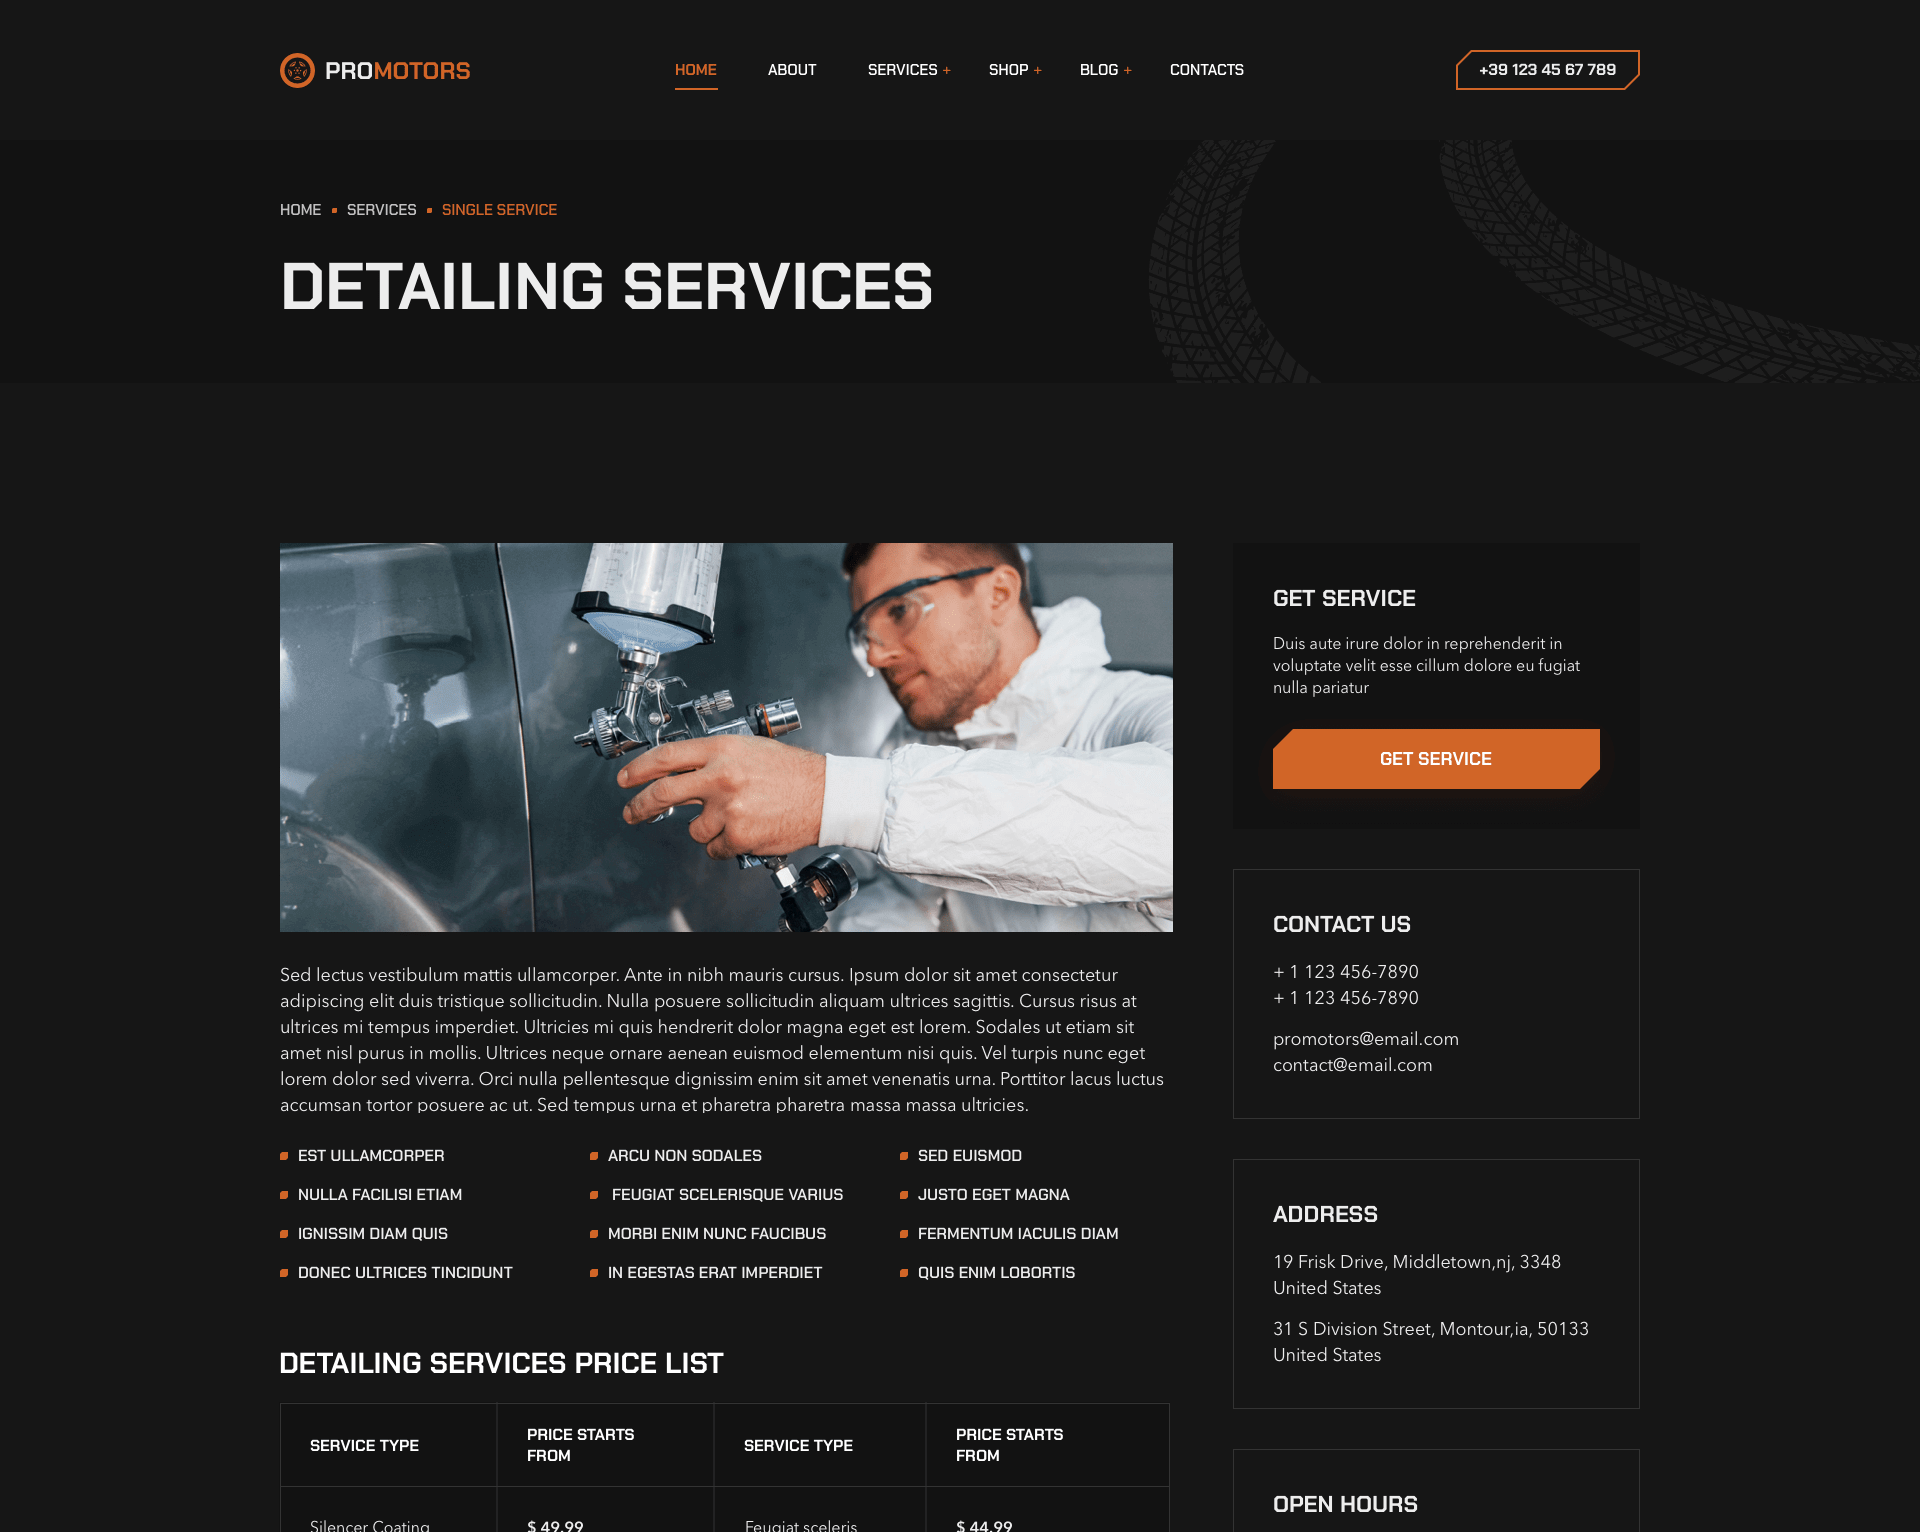 PROMOTORS
HOME ABOUT SERVICES + SHOP + BLOG + CONTACTS
+39 123 45 67 789
HOME SERVICES SINGLE SERVICE
DETAILING SERVICES
Sed lectus vestibulum mattis ullamcorper. Ante in nibh mauris cursus. Ipsum dolor sit amet consectetur
adipiscing elit duis tristique sollicitudin. Nulla posuere sollicitudin aliquam ultrices sagittis. Cursus risus at
ultrices mi tempus imperdiet. Ultricies mi quis hendrerit dolor magna eget est lorem. Sodales ut etiam sit
amet nisl purus in mollis. Ultrices neque ornare aenean euismod elementum nisi quis. Vel turpis nunc eget
lorem dolor sed viverra. Orci nulla pellentesque dignissim enim sit amet venenatis urna. Porttitor lacus luctus
accumsan tortor posuere ac ut. Sed tempus urna et pharetra pharetra massa massa ultricies.
EST ULLAMCORPER
NULLA FACILISI ETIAM
IGNISSIM DIAM QUIS
DONEC ULTRICES TINCIDUNT
ARCU NON SODALES
FEUGIAT SCELERISQUE VARIUS
MORBI ENIM NUNC FAUCIBUS
IN EGESTAS ERAT IMPERDIET
SED EUISMOD
JUSTO EGET MAGNA
FERMENTUM IACULIS DIAM
QUIS ENIM LOBORTIS
DETAILING SERVICES PRICE LIST
SERVICE TYPE
PRICE STARTS
FROM
SERVICE TYPE
PRICE STARTS
FROM
Silencer Coating
$ 49.99
Feugiat sceleris
$ 44.99
GET SERVICE
Duis aute irure dolor in reprehenderit in
voluptate velit esse cillum dolore eu fugiat
nulla pariatur
GET SERVICE
CONTACT US
+ 1 123 456-7890
+ 1 123 456-7890
promotors@email.com
contact@email.com
ADDRESS
19 Frisk Drive, Middletown,nj, 3348
United States
31 S Division Street, Montour,ia, 50133
United States
OPEN HOURS